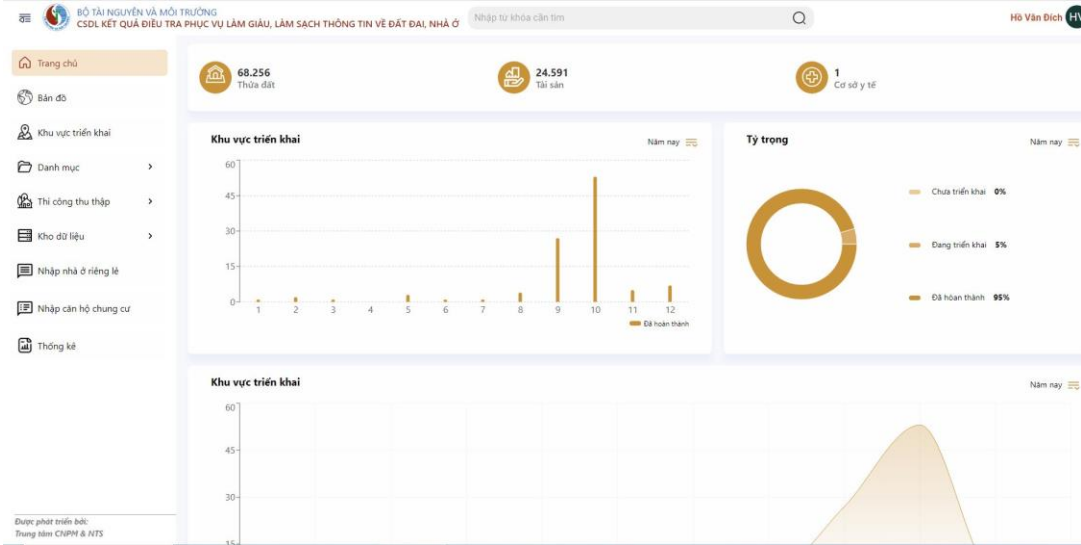 BỘ TÀI NGUYÊN VÀ MÔI TRƯỜNG
CSDL KẾT QUẢ ĐIỀU TRA PHỤC VỤ LÀM GIÀU, LÀM SẠCH THÔNG TIN VỀ ĐẤT ĐAI, NHÀ Ở
Nhập từ khóa cần tìm
Hồ Văn Đích
HV
Trang chủ
Bản đồ
Khu vực triển khai
Danh mục
Thi công thu thập
Kho dữ liệu
Nhập nhà ở riêng lẻ
Nhập căn hộ chung cư
Thống kê
Được phát triển bởi:
Trung tâm CNPM & NTS
68.256
Thửa đất
24.591
Tài sản
1
Cơ sở y tế
Khu vực triển khai
Năm nay
60
45
30
15
0
1 2 3 4 5 6 7 8 9 10 11 12
Đã hoàn thành
Tỷ trọng
Năm nay
Chưa triển khai 0%
Đang triển khai 5%
Đã hòan thành 95%
Khu vực triển khai
Năm nay
60
45
30
15